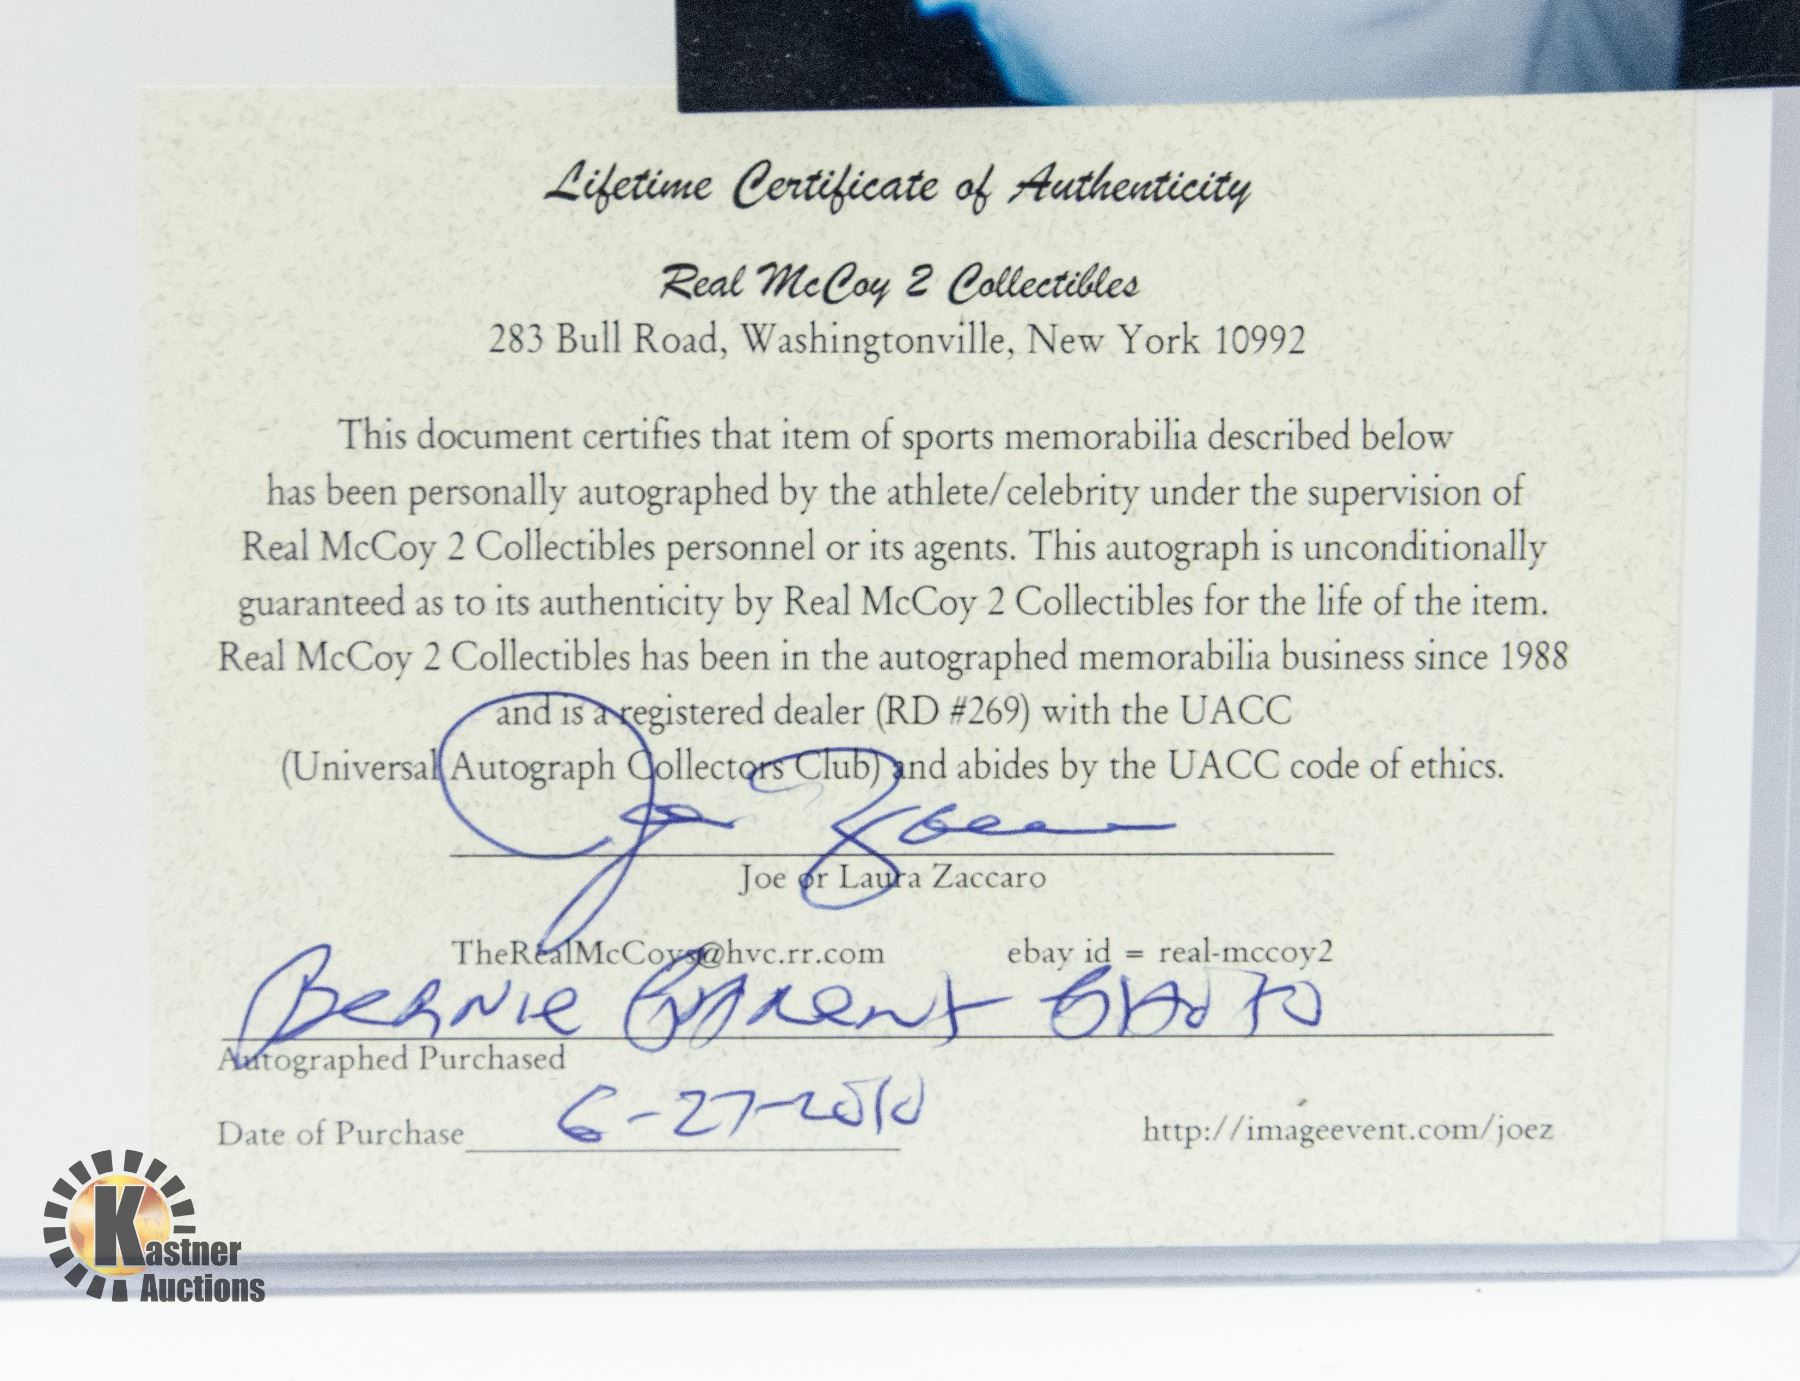 Lifetime Certificate of Authenticity
Real McCoy 2 Collectibles
283 Bull Road, Washingtonville, New York 10992
This document certifies that item of sports memorabilia described below
has been personally autographed by the athlete/celebrity under the supervision of
Real McCoy 2 Collectibles personnel or its agents. This autograph is unconditionally
guaranteed as to its authenticity by Real McCoy 2 Collectibles for the life of the item.
Real McCoy 2 Collectibles has been in the autographed memorabilia business since 1988
and is a registered dealer (RD #269) with the UACC
(Universal Autograph Collectors Club) and abides by the UACC code of ethics.
Joe or Laura Zaccaro
TheRealMcCoys@hvc.rr.com ebay id = real-mccoy2
Bernie Parent
Autographed Purchased
Date of Purchase 6-27-2010 http://imageevent.com/joez
Kastner
Auctions